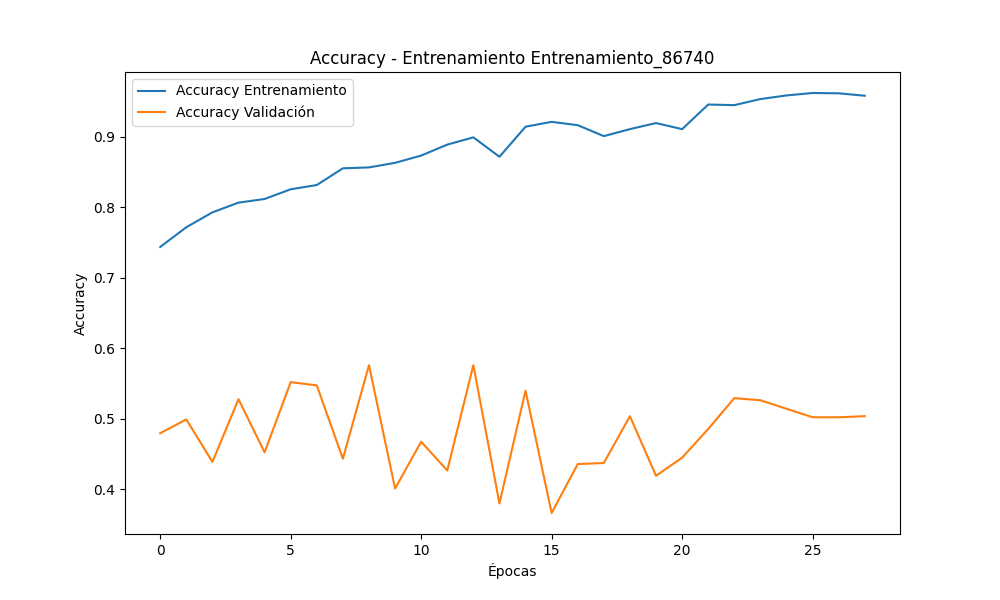 Accuracy - Entrenamiento Entrenamiento_86740
Accuracy Entrenamiento
Accuracy Validación
Accuracy
0.9
0.8
0.7
0.6
0.5
0.4
0 5 10 15 20 25
Épocas